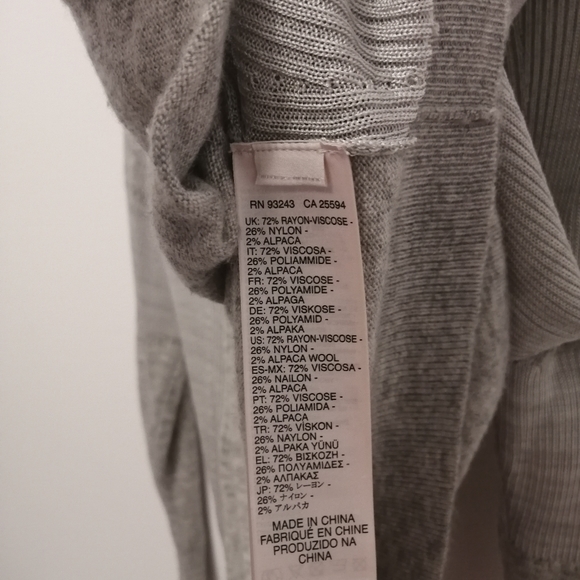 RN 93243 CA 25594
UK: 72% RAYON-VISCOSE -
26% NYLON -
2% ALPACA
IT: 72% VISCOSA -
26% POLIAMMIDE -
2% ALPACA
FR: 72% VISCOSE -
26% POLYAMIDE -
2% ALPAGA
DE: 72% VISKOSE -
26% POLYAMID -
2% ALPAKA
US: 72% RAYON-VISCOSE -
26% NYLON -
2% ALPACA WOOL
ES-MX: 72% VISCOSA -
26% NAILON -
2% ALPACA
PT: 72% VISCOSE -
26% POLIAMIDA -
2% ALPACA
TR: 72% VİSKON -
26% NAYLON -
2% ALPAKA YÜNÜ
EL: 72% ΒΙΣΚΟΖΗ -
26% ΠΟΛΥΑΜΙΔΕΣ -
2% ΑΛΠΑΚΑΣ
JP: 72% レーヨン -
26% ナイロン -
2% アルパカ
MADE IN CHINA
FABRIQUÉ EN CHINE
PRODUZIDO NA
CHINA